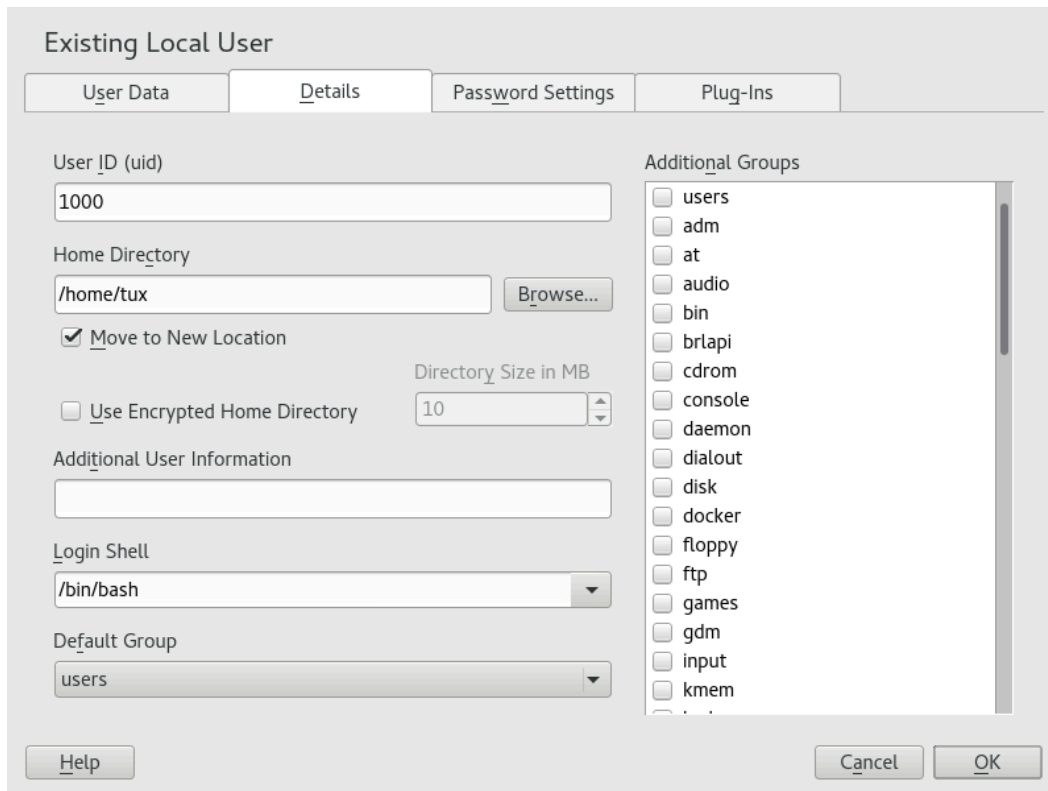 Existing Local User
User Data
Details
Password Settings
Plug-Ins
User ID (uid)
1000
Home Directory
/home/tux
Browse...
Move to New Location
Directory Size in MB
Use Encrypted Home Directory
10
Additional User Information
Login Shell
/bin/bash
Default Group
users
Additional Groups
users
adm
at
audio
bin
brlapi
cdrom
console
daemon
dialout
disk
docker
floppy
ftp
games
gdm
input
kmem
Help
Cancel
OK